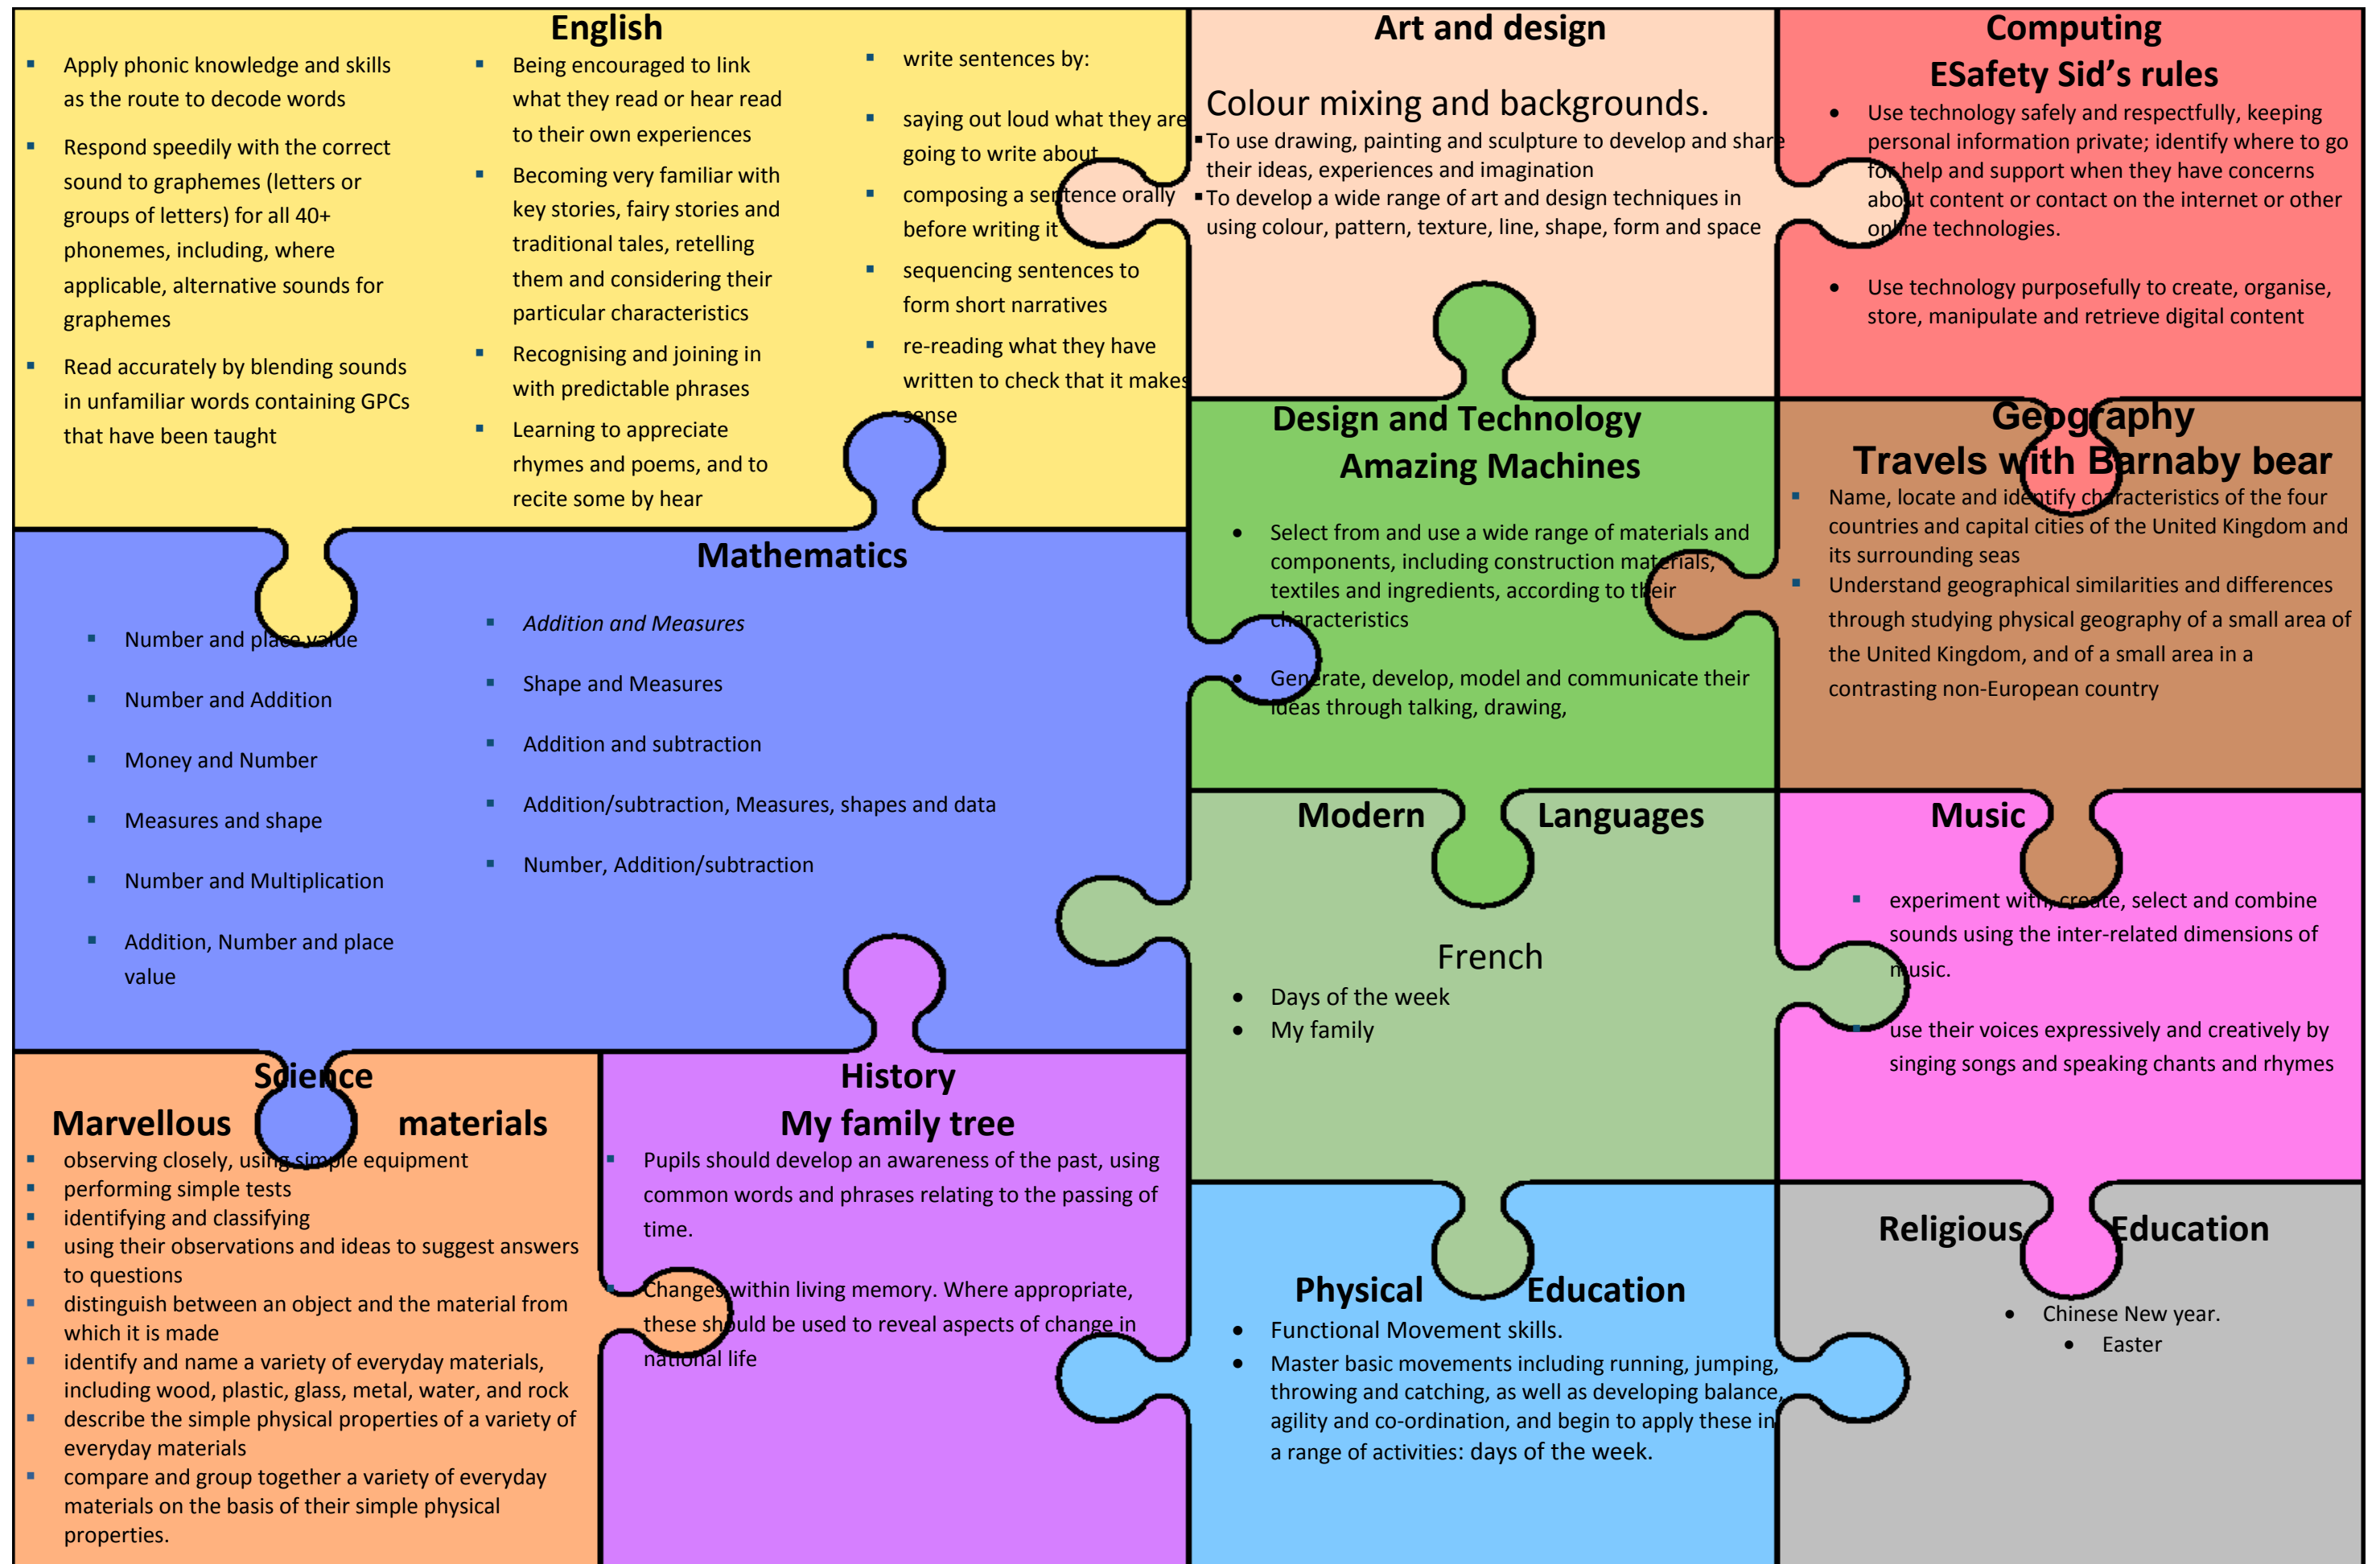 English
Apply phonic knowledge and skills
as the route to decode words
Respond speedily with the correct
sound to graphemes (letters or
groups of letters) for all 40+
phonemes, including, where
applicable, alternative sounds for
graphemes
Read accurately by blending sounds
in unfamiliar words containing GPCs
that have been taught
Being encouraged to link
what they read or hear read
to their own experiences
Becoming very familiar with
key stories, fairy stories and
traditional tales, retelling
them and considering their
particular characteristics
Recognising and joining in
with predictable phrases
Learning to appreciate
rhymes and poems, and to
recite some by hear
write sentences by:
saying out loud what they are
going to write about
composing a sentence orally
before writing it
sequencing sentences to
form short narratives
re-reading what they have
written to check that it makes
sense
Art and design
Colour mixing and backgrounds.
To use drawing, painting and sculpture to develop and share
their ideas, experiences and imagination
To develop a wide range of art and design techniques in
using colour, pattern, texture, line, shape, form and space
Computing
ESafety Sid's rules
Use technology safely and respectfully, keeping
personal information private; identify where to go
for help and support when they have concerns
about content or contact on the internet or other
online technologies.
Use technology purposefully to create, organise,
store, manipulate and retrieve digital content
Mathematics
Number and place value
Number and Addition
Money and Number
Measures and shape
Number and Multiplication
Addition, Number and place
value
Addition and Measures
Shape and Measures
Addition and subtraction
Addition/subtraction, Measures, shapes and data
Number, Addition/subtraction
Design and Technology
Amazing Machines
Select from and use a wide range of materials and
components, including construction materials,
textiles and ingredients, according to their
characteristics
Generate, develop, model and communicate their
ideas through talking, drawing,
Geography
Travels with Barnaby bear
Name, locate and identify characteristics of the four
countries and capital cities of the United Kingdom and
its surrounding seas
Understand geographical similarities and differences
through studying physical geography of a small area of
the United Kingdom, and of a small area in a
contrasting non-European country
Modern Languages
French
Days of the week
My family
Music
experiment with, create, select and combine
sounds using the inter-related dimensions of
music.
use their voices expressively and creatively by
singing songs and speaking chants and rhymes
Science
Marvellous materials
observing closely, using simple equipment
performing simple tests
identifying and classifying
using their observations and ideas to suggest answers
to questions
distinguish between an object and the material from
which it is made
identify and name a variety of everyday materials,
including wood, plastic, glass, metal, water, and rock
describe the simple physical properties of a variety of
everyday materials
compare and group together a variety of everyday
materials on the basis of their simple physical
properties.
History
My family tree
Pupils should develop an awareness of the past, using
common words and phrases relating to the passing of
time.
Changes within living memory. Where appropriate,
these should be used to reveal aspects of change in
national life
Physical Education
Functional Movement skills.
Master basic movements including running, jumping,
throwing and catching, as well as developing balance,
agility and co-ordination, and begin to apply these in
a range of activities: days of the week.
Religious Education
Chinese New year.
Easter